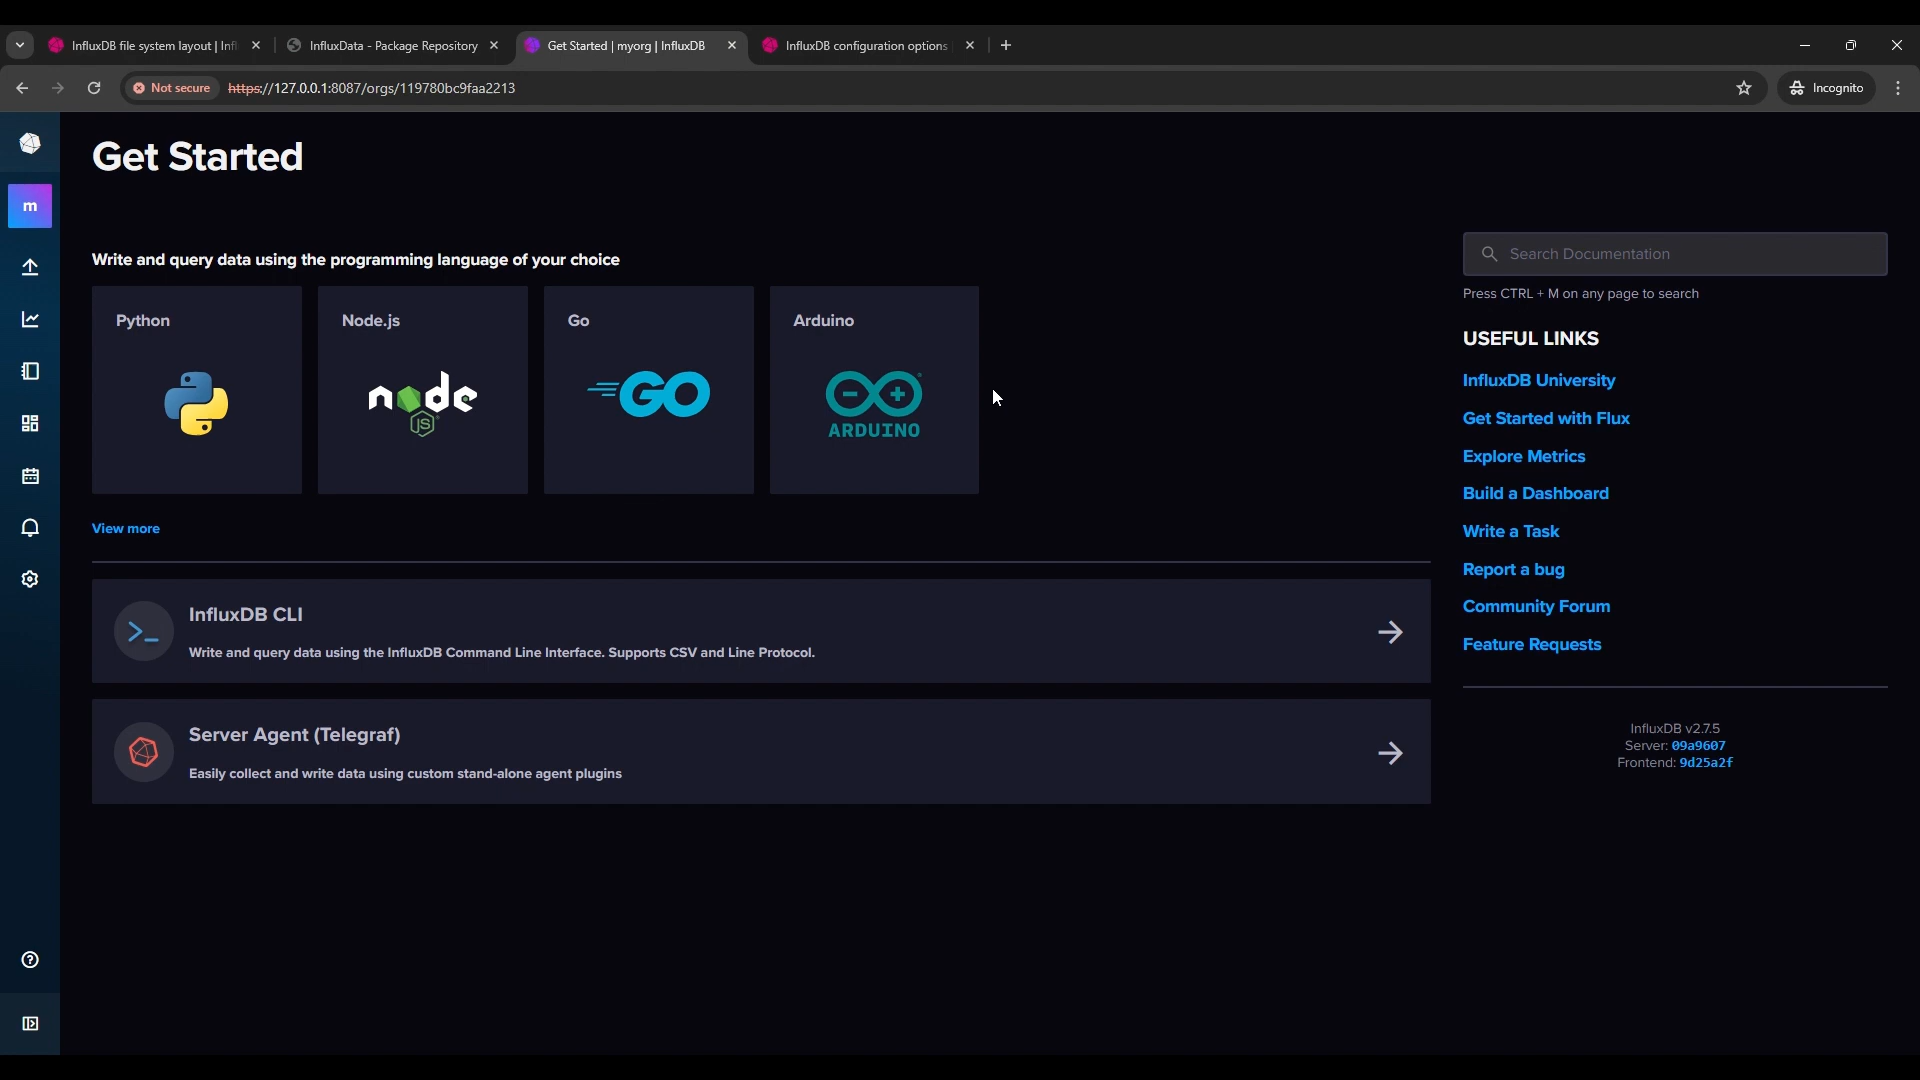 InfluxDB file system layout | Infl
InfluxData - Package Repository
Get Started | myorg | InfluxDB
InfluxDB configuration options
Not secure
https://127.0.0.1:8087/orgs/119780bc9faa2213
Incognito
m
Get Started
Write and query data using the programming language of your choice
Python
Node.js
node
JS
Go
GO
Arduino
ARDUINO
View more
InfluxDB CLI
Write and query data using the InfluxDB Command Line Interface. Supports CSV and Line Protocol.
Server Agent (Telegraf)
Easily collect and write data using custom stand-alone agent plugins
Search Documentation
Press CTRL + M on any page to search
USEFUL LINKS
InfluxDB University
Get Started with Flux
Explore Metrics
Build a Dashboard
Write a Task
Report a bug
Community Forum
Feature Requests
InfluxDB v2.7.5
Server: 09a9607
Frontend: 9d25a2f